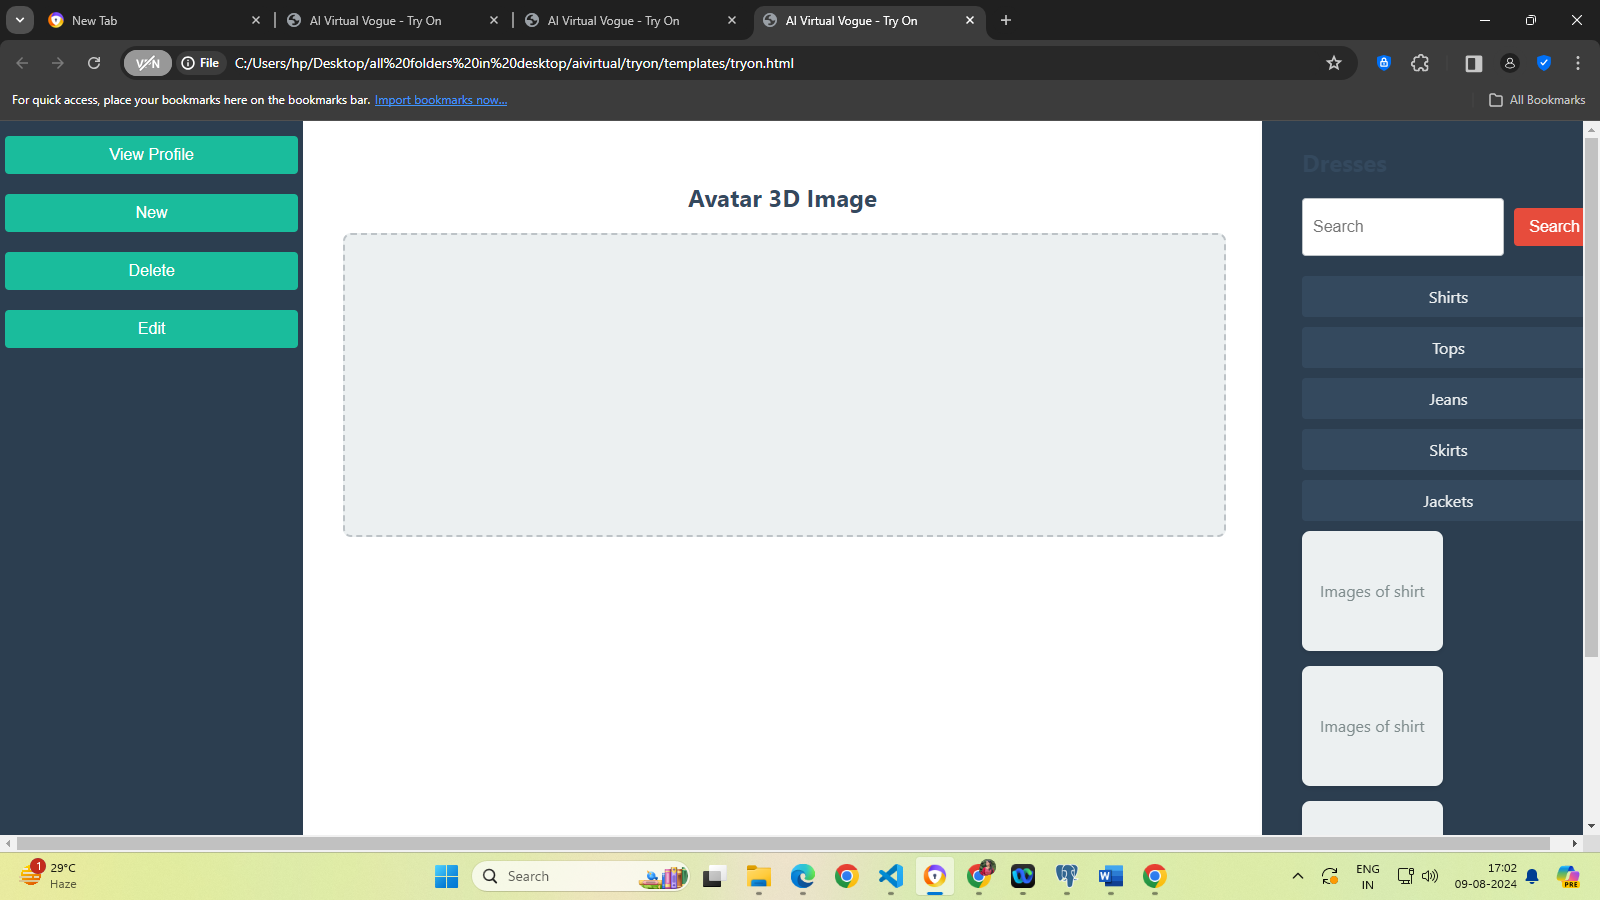 New Tab
AI Virtual Vogue - Try On
AI Virtual Vogue - Try On
AI Virtual Vogue - Try On
VPN
File
C:/Users/hp/Desktop/all%20folders%20in%20desktop/aivirtual/tryon/templates/tryon.html
For quick access, place your bookmarks here on the bookmarks bar. Import bookmarks now...
All Bookmarks
View Profile
New
Delete
Edit
Avatar 3D Image
Dresses
Search
Search
Shirts
Tops
Jeans
Skirts
Jackets
Images of shirt
Images of shirt
1
29°C
Haze
Search
W
PRE
ENG
IN
17:02
09-08-2024